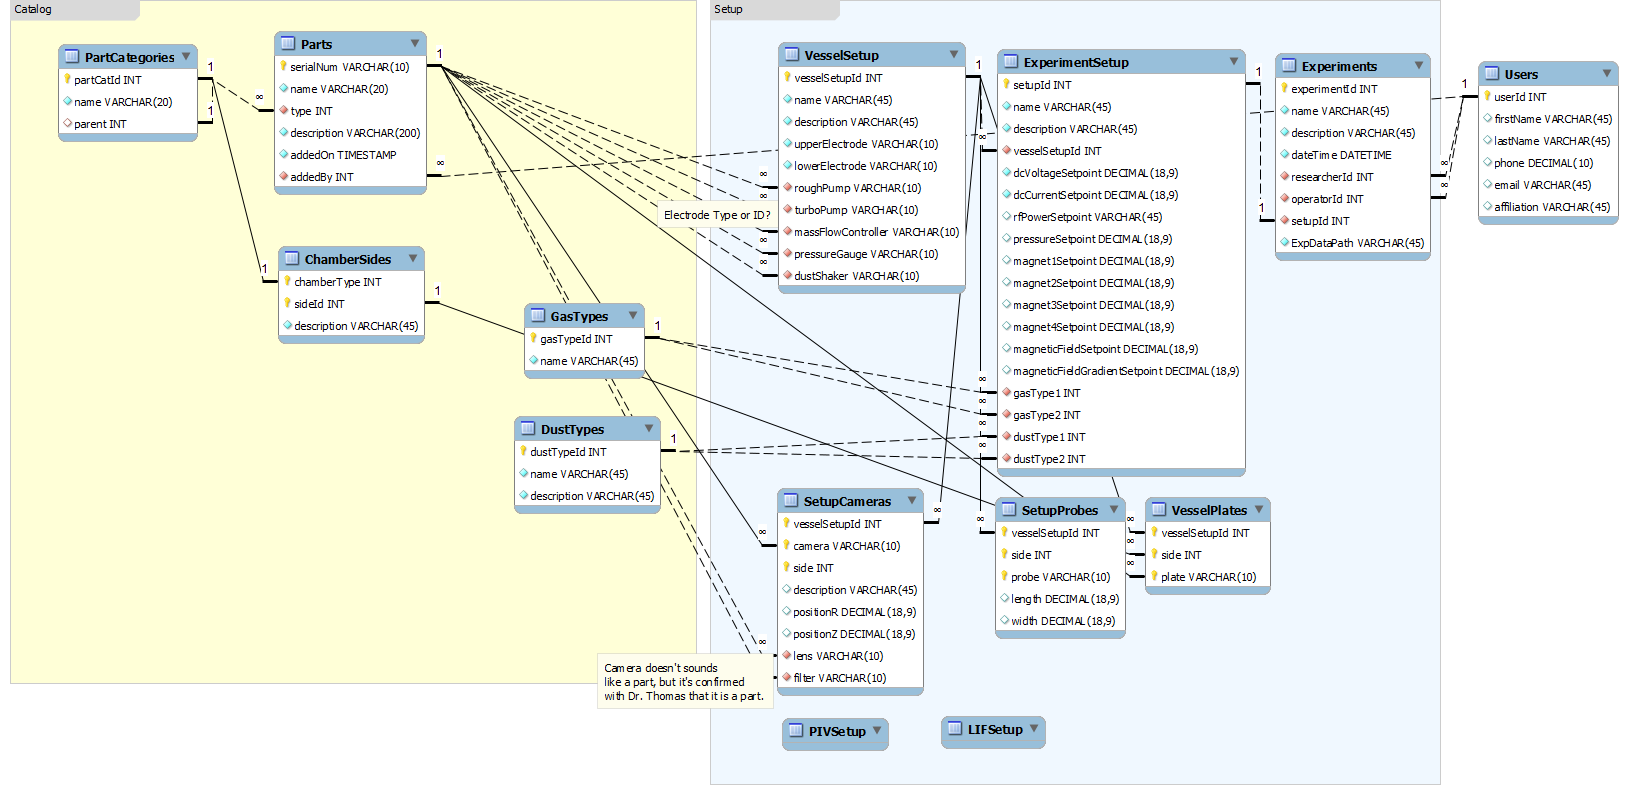 Catalog
PartCategories
partCatId INT
name VARCHAR(20)
parent INT
1
1
∞
Parts
serialNum VARCHAR(10)
name VARCHAR(20)
type INT
description VARCHAR(200)
addedOn TIMESTAMP
addedBy INT
1
∞
ChamberSides
chamberType INT
sideId INT
description VARCHAR(45)
1
1
GasTypes
gasTypeId INT
name VARCHAR(45)
1
DustTypes
dustTypeId INT
name VARCHAR(45)
description VARCHAR(45)
1
Setup
VesselSetup
vesselSetupId INT
name VARCHAR(45)
description VARCHAR(45)
upperElectrode VARCHAR(10)
lowerElectrode VARCHAR(10)
roughPump VARCHAR(10)
turboPump VARCHAR(10)
massFlowController VARCHAR(10)
pressureGauge VARCHAR(10)
dustShaker VARCHAR(10)
1
∞
∞
∞
∞
Electrode Type or ID?
ExperimentSetup
setupId INT
name VARCHAR(45)
description VARCHAR(45)
vesselSetupId INT
dcVoltageSetpoint DECIMAL(18,9)
dcCurrentSetpoint DECIMAL(18,9)
rfPowerSetpoint VARCHAR(45)
pressureSetpoint DECIMAL(18,9)
magnet1Setpoint DECIMAL(18,9)
magnet2Setpoint DECIMAL(18,9)
magnet3Setpoint DECIMAL(18,9)
magnet4Setpoint DECIMAL(18,9)
magneticFieldSetpoint DECIMAL(18,9)
magneticFieldGradientSetpoint DECIMAL(18,9)
gasType1 INT
gasType2 INT
dustType1 INT
dustType2 INT
1
∞
∞
∞
∞
∞
Experiments
experimentId INT
name VARCHAR(45)
description VARCHAR(45)
dateTime DATETIME
researcherId INT
operatorId INT
setupId INT
ExpDataPath VARCHAR(45)
1
∞
∞
Users
userId INT
firstName VARCHAR(45)
lastName VARCHAR(45)
phone DECIMAL(10)
email VARCHAR(45)
affiliation VARCHAR(45)
1
SetupCameras
vesselSetupId INT
camera VARCHAR(10)
side INT
description VARCHAR(45)
positionR DECIMAL(18,9)
positionZ DECIMAL(18,9)
lens VARCHAR(10)
filter VARCHAR(10)
∞
∞
∞
Camera doesn't sounds
like a part, but it's confirmed
with Dr. Thomas that it is a part.
SetupProbes
vesselSetupId INT
side INT
probe VARCHAR(10)
length DECIMAL(18,9)
width DECIMAL(18,9)
∞
VesselPlates
vesselSetupId INT
side INT
plate VARCHAR(10)
∞
∞
∞
PIVSetup
LIFSetup